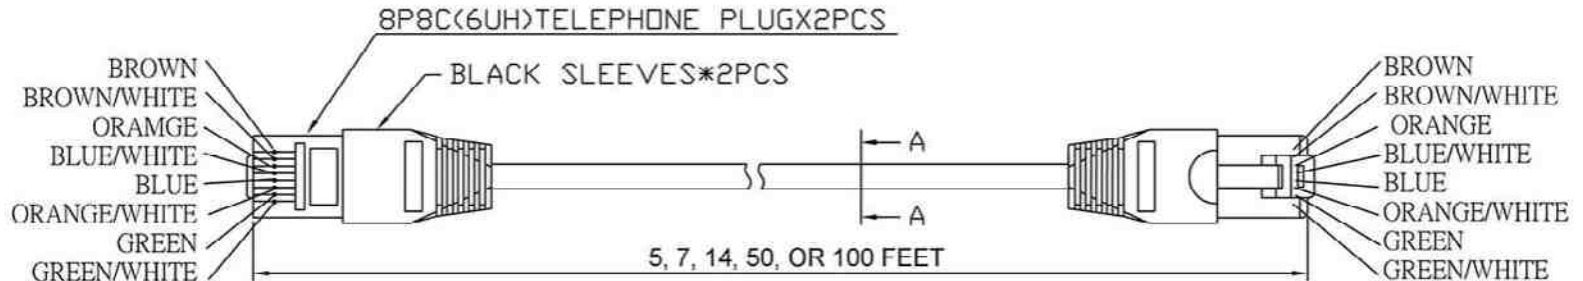 8P8C(6UH)TELEPHONE PLUGX2PCS
BLACK SLEEVES*2PCS
BROWN
BROWN/WHITE
ORAMGE
BLUE/WHITE
BLUE
ORANGE/WHITE
GREEN
GREEN/WHITE
A
A
5, 7, 14, 50, OR 100 FEET
BROWN
BROWN/WHITE
ORANGE
BLUE/WHITE
BLUE
ORANGE/WHITE
GREEN
GREEN/WHITE